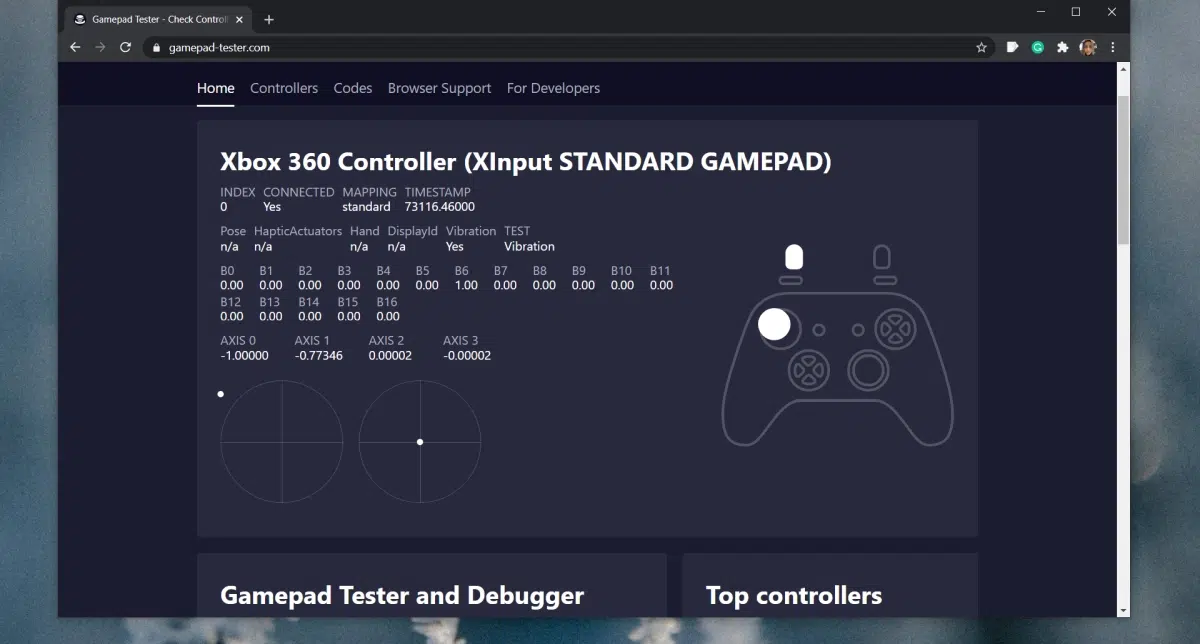 Gamepad Tester - Check Controll
gamepad-tester.com
Home Controllers Codes Browser Support For Developers
Xbox 360 Controller (XInput STANDARD GAMEPAD)
INDEX CONNECTED MAPPING TIMESTAMP
0 Yes standard 73116.46000
Pose HapticActuators Hand DisplayId Vibration TEST
n/a n/a n/a n/a Yes Vibration
B0 B1 B2 B3 B4 B5 B6 B7 B8 B9 B10 B11
0.00 0.00 0.00 0.00 0.00 0.00 1.00 0.00 0.00 0.00 0.00 0.00
B12 B13 B14 B15 B16
0.00 0.00 0.00 0.00 0.00
AXIS 0 AXIS 1 AXIS 2 AXIS 3
-1.00000 -0.77346 0.00002 -0.00002
Gamepad Tester and Debugger Top controllers